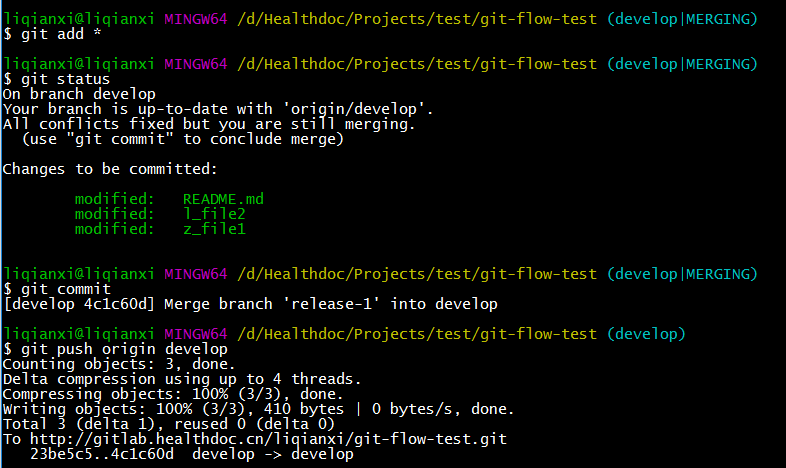 liqianxi@liqianxi MINGW64 /d/Healthdoc/Projects/test/git-flow-test (develop|MERGING)
$ git add *
liqianxi@liqianxi MINGW64 /d/Healthdoc/Projects/test/git-flow-test (develop|MERGING)
$ git status
On branch develop
Your branch is up-to-date with 'origin/develop'.
All conflicts fixed but you are still merging.
  (use "git commit" to conclude merge)
Changes to be committed:
        modified:   README.md
        modified:   l_file2
        modified:   z_file1
liqianxi@liqianxi MINGW64 /d/Healthdoc/Projects/test/git-flow-test (develop|MERGING)
$ git commit
[develop 4c1c60d] Merge branch 'release-1' into develop
liqianxi@liqianxi MINGW64 /d/Healthdoc/Projects/test/git-flow-test (develop)
$ git push origin develop
Counting objects: 3, done.
Delta compression using up to 4 threads.
Compressing objects: 100% (3/3), done.
Writing objects: 100% (3/3), 410 bytes | 0 bytes/s, done.
Total 3 (delta 1), reused 0 (delta 0)
To http://gitlab.healthdoc.cn/liqianxi/git-flow-test.git
   23be5c5..4c1c60d  develop -> develop